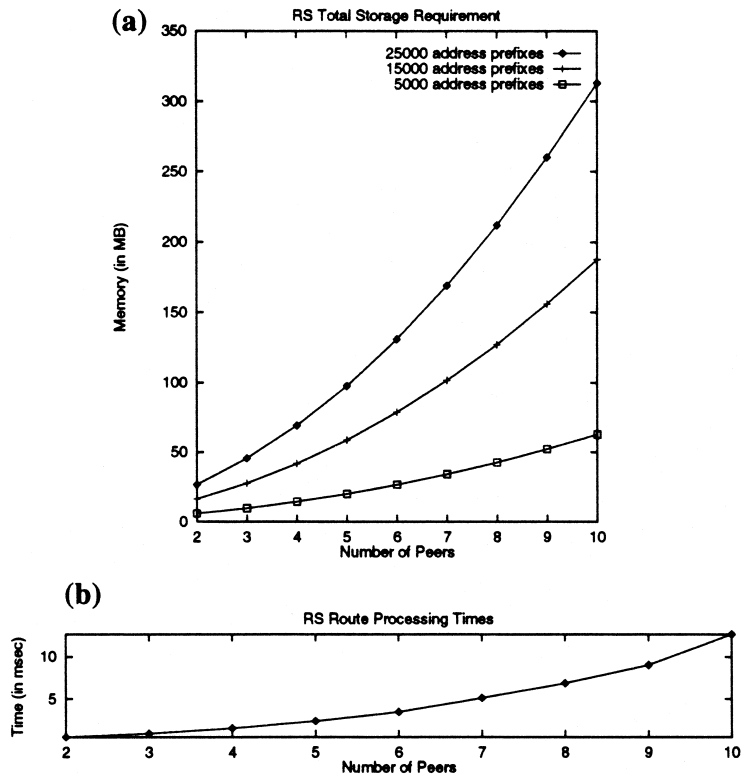 (a)
RS Total Storage Requirement
350
300
250
200
150
100
50
0
Memory (in MB)
25000 address prefixes
15000 address prefixes
5000 address prefixes
2 3 4 5 6 7 8 9 10
Number of Peers
(b)
RS Route Processing Times
10
5
Time (in msec)
2 3 4 5 6 7 8 9 10
Number of Peers